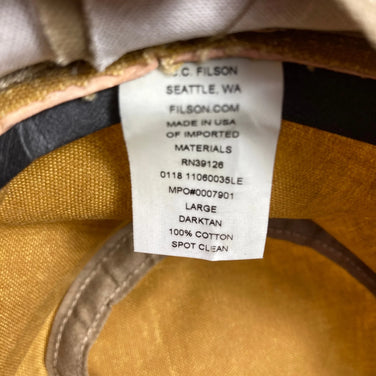 C.C. FILSON
SEATTLE, WA
FILSON.COM
MADE IN USA
OF IMPORTED
MATERIALS
RN39126
0118 11060035LE
MPO#0007901
LARGE
DARKTAN
100% COTTON
SPOT CLEAN